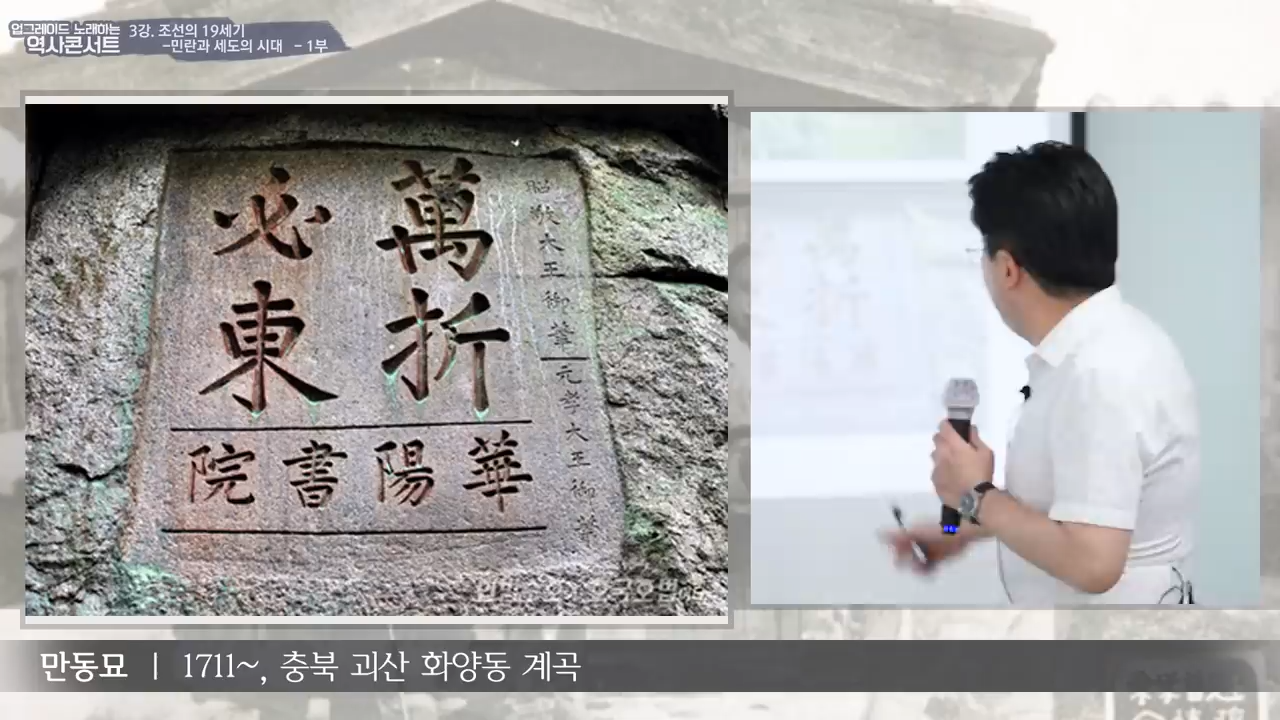 업그레이드 노래하는
역사콘서트
3강. 조선의 19세기
-민란과 세도의 시대 - 1부
昭敬大王御筆
萬折
必東
元孝大王御筆
華陽書院
만동묘 | 1711~, 충북 괴산 화양동 계곡